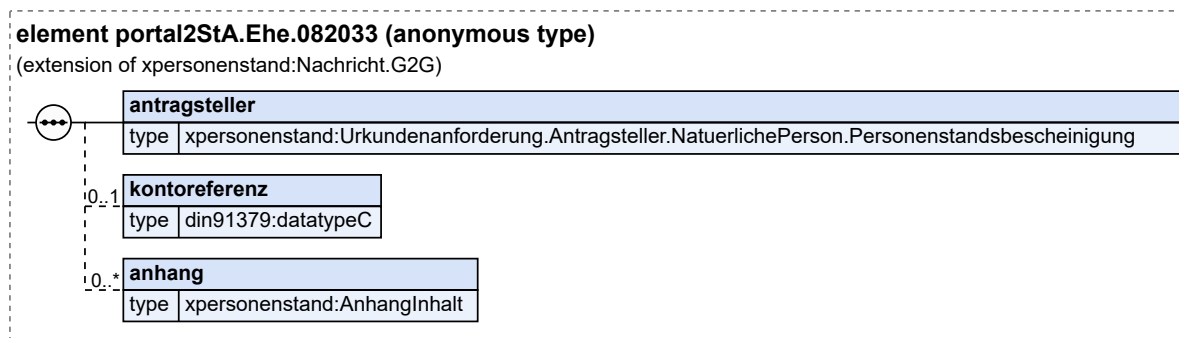 element portal2StA.Ehe.082033 (anonymous type)
(extension of xpersonenstand:Nachricht.G2G)
antragsteller
type xpersonenstand:Urkundenanforderung.Antragsteller.NatuerlichePerson.Personenstandsbescheinigung
0..1 kontoreferenz
type din91379:datatypeC
0..* anhang
type xpersonenstand:AnhangInhalt